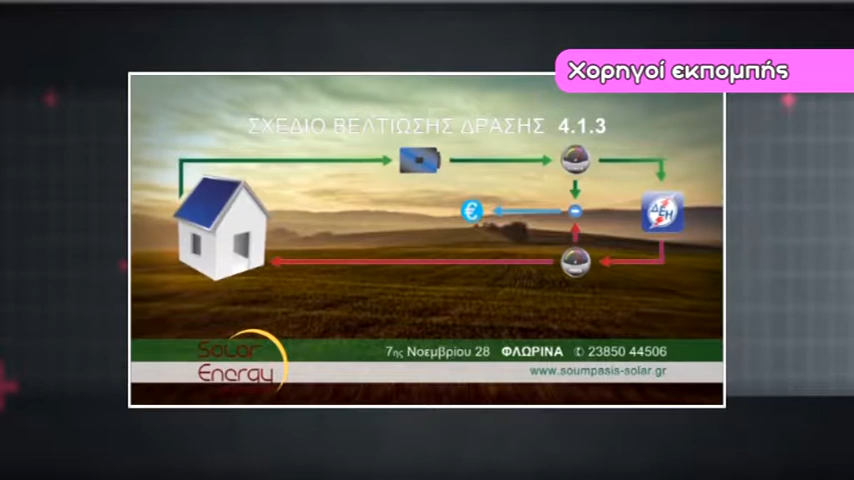 Χορηγοί εκπομπής
ΣΧΕΔΙΟ ΒΕΛΤΙΩΣΗΣ ΔΡΑΣΗΣ 4.1.3
€
ΔΕΗ
Solar
Energy
7ης Νοεμβρίου 28 ΦΛΩΡΙΝΑ ✆ 23850 44506
www.soumpasis-solar.gr